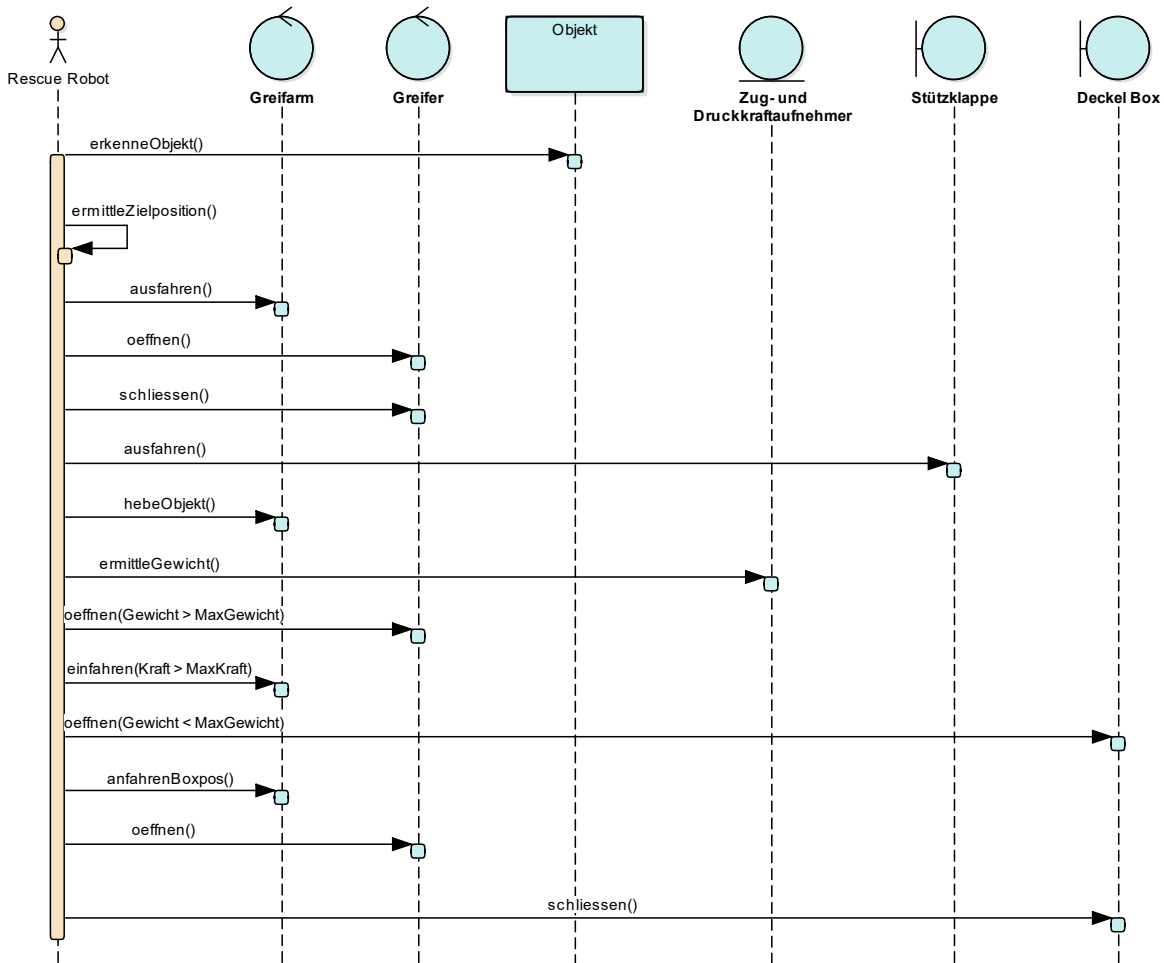 Rescue Robot
Greifarm
Greifer
Objekt
Zug- und
Druckkraftaufnehmer
Stützklappe
Deckel Box
erkenneObjekt()
ermittleZielposition()
ausfahren()
oeffnen()
schliessen()
ausfahren()
hebeObjekt()
ermittleGewicht()
oeffnen(Gewicht > MaxGewicht)
einfahren(Kraft > MaxKraft)
oeffnen(Gewicht < MaxGewicht)
anfahrenBoxpos()
oeffnen()
schliessen()